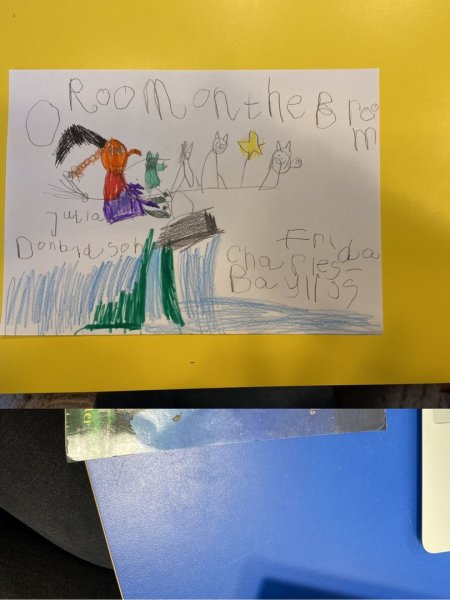 Room on the Broom
Julia
Donaldson
Frida
Charles-
Bayliss